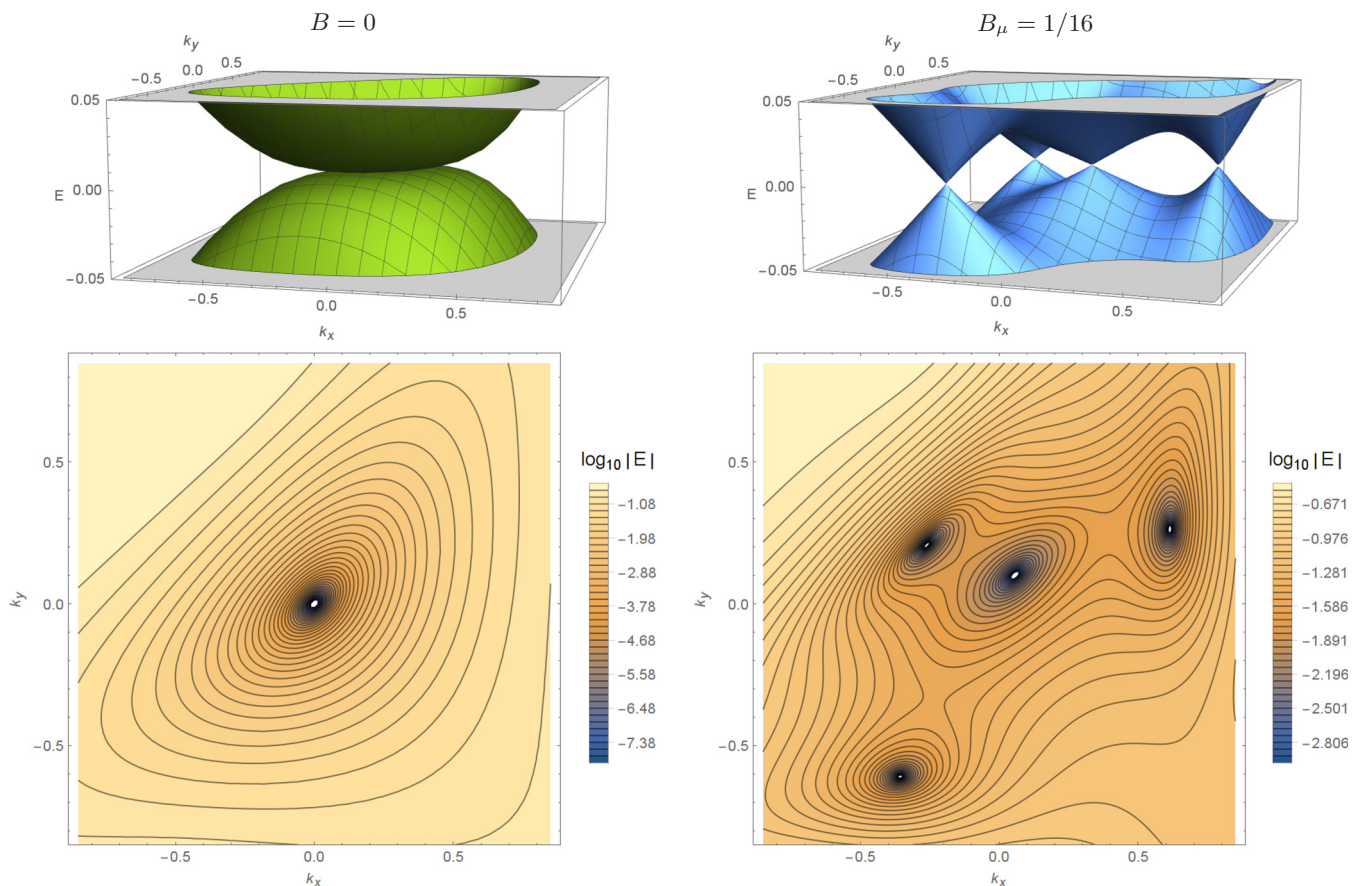 B = 0
k_y
−0.5 0.0 0.5
0.05
0.00
E
−0.05
−0.5 0.0 0.5
k_x
B_μ = 1/16
k_y
−0.5 0.0 0.5
0.05
0.00
E
−0.05
−0.5 0.0 0.5
k_x
0.5
0.0
−0.5
k_y
−0.5 0.0 0.5
k_x
log₁₀ | E |
−1.08
−1.98
−2.88
−3.78
−4.68
−5.58
−6.48
−7.38
0.5
0.0
−0.5
k_y
−0.5 0.0 0.5
k_x
log₁₀ | E |
−0.671
−0.976
−1.281
−1.586
−1.891
−2.196
−2.501
−2.806